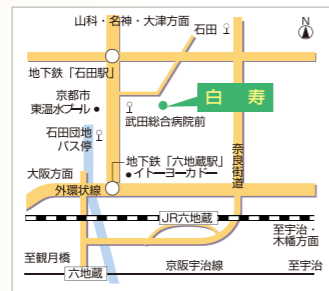 山科・名神・大津方面
石田
N
地下鉄「石田駅」
京都市
東温水プール
白 寿
武田総合病院前
石田団地
バス停
奈良街道
大阪方面
地下鉄「六地蔵駅」
イトーヨーカドー
外環状線
JR六地蔵
至宇治・
木幡方面
至観月橋
六地蔵
京阪宇治線
至宇治